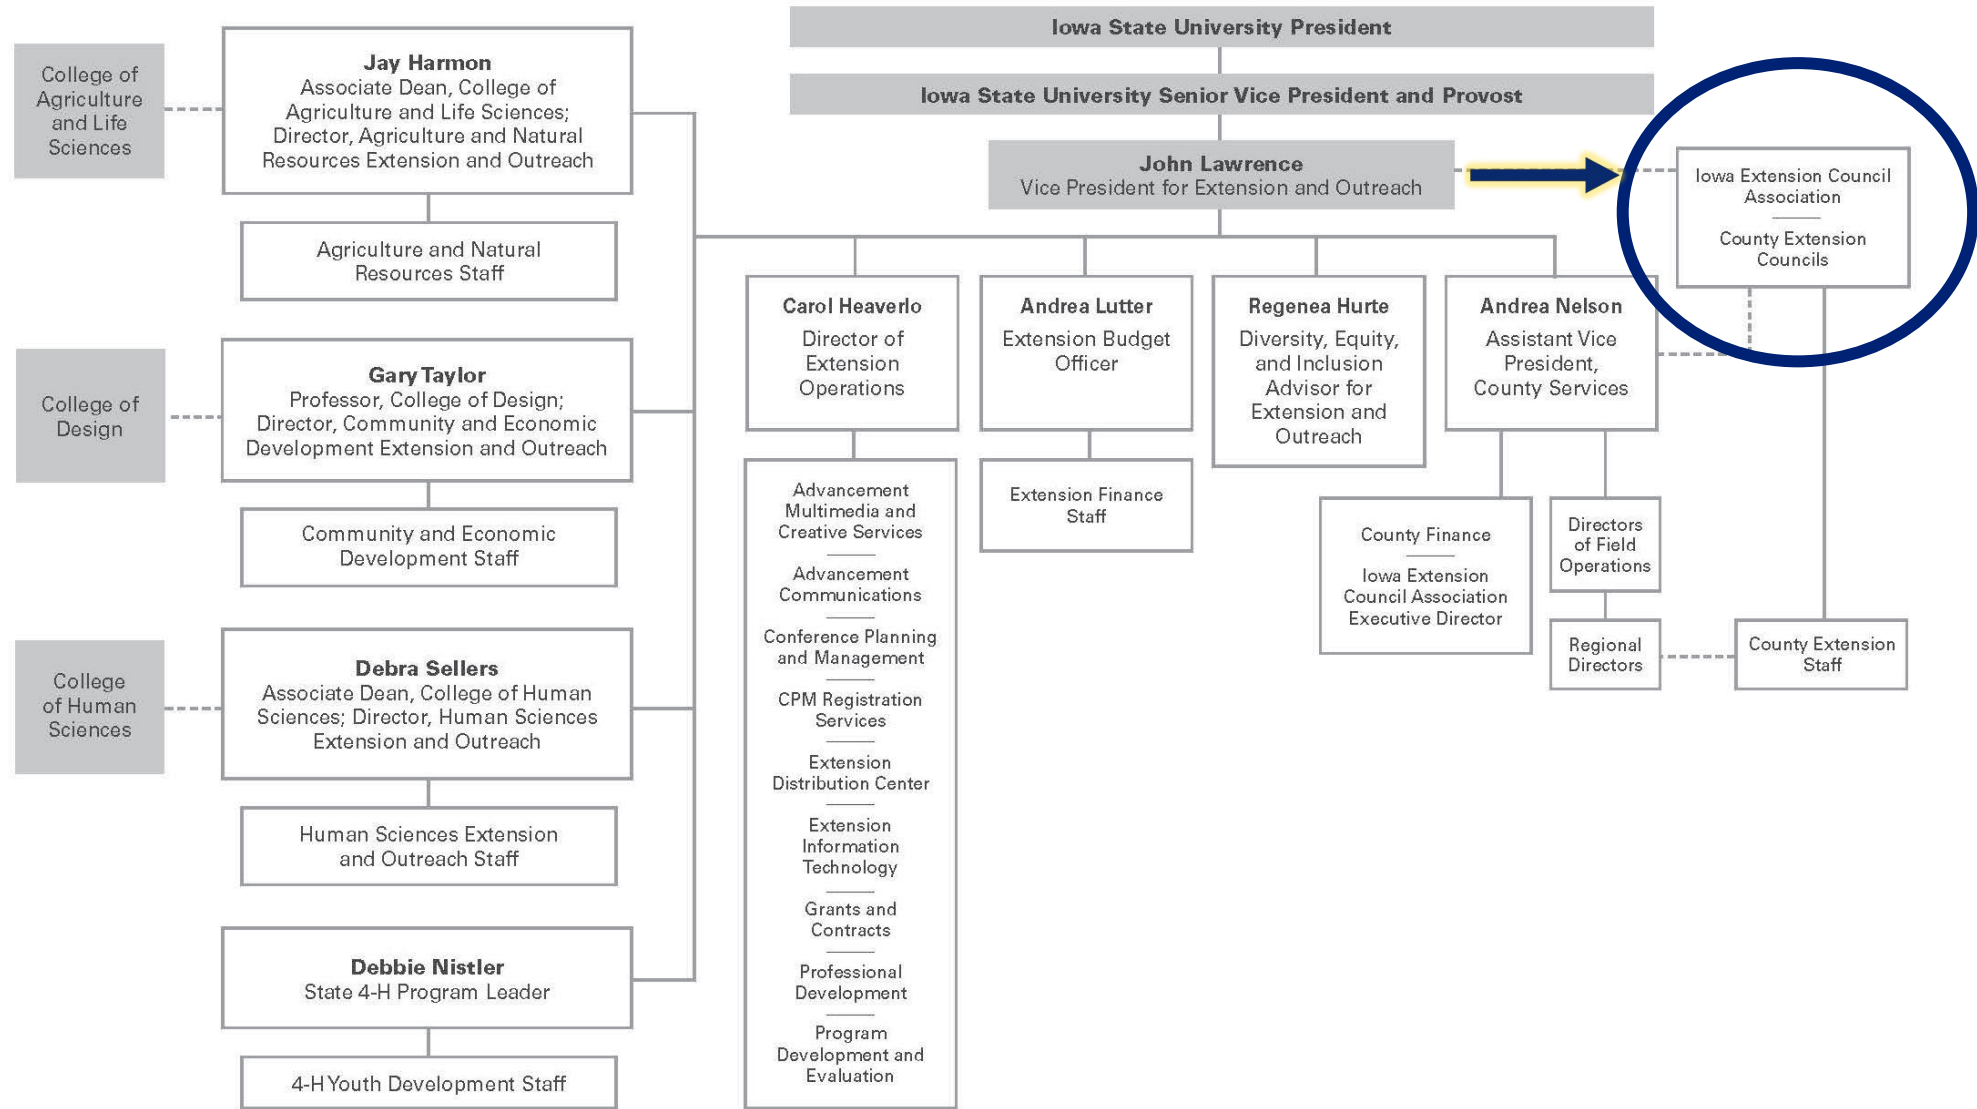 Iowa State University President
Iowa State University Senior Vice President and Provost
John Lawrence
Vice President for Extension and Outreach
Iowa Extension Council
Association
County Extension
Councils
College of
Agriculture
and Life
Sciences
Jay Harmon
Associate Dean, College of
Agriculture and Life Sciences;
Director, Agriculture and Natural
Resources Extension and Outreach
Agriculture and Natural
Resources Staff
College of
Design
Gary Taylor
Professor, College of Design;
Director, Community and Economic
Development Extension and Outreach
Community and Economic
Development Staff
College
of Human
Sciences
Debra Sellers
Associate Dean, College of Human
Sciences; Director, Human Sciences
Extension and Outreach
Human Sciences Extension
and Outreach Staff
Debbie Nistler
State 4-H Program Leader
4-H Youth Development Staff
Carol Heaverlo
Director of
Extension
Operations
Advancement
Multimedia and
Creative Services
Advancement
Communications
Conference Planning
and Management
CPM Registration
Services
Extension
Distribution Center
Extension
Information
Technology
Grants and
Contracts
Professional
Development
Program
Development and
Evaluation
Andrea Lutter
Extension Budget
Officer
Extension Finance
Staff
Regenea Hurte
Diversity, Equity,
and Inclusion
Advisor for
Extension and
Outreach
Andrea Nelson
Assistant Vice
President,
County Services
County Finance
Iowa Extension
Council Association
Executive Director
Directors
of Field
Operations
Regional
Directors
County Extension
Staff